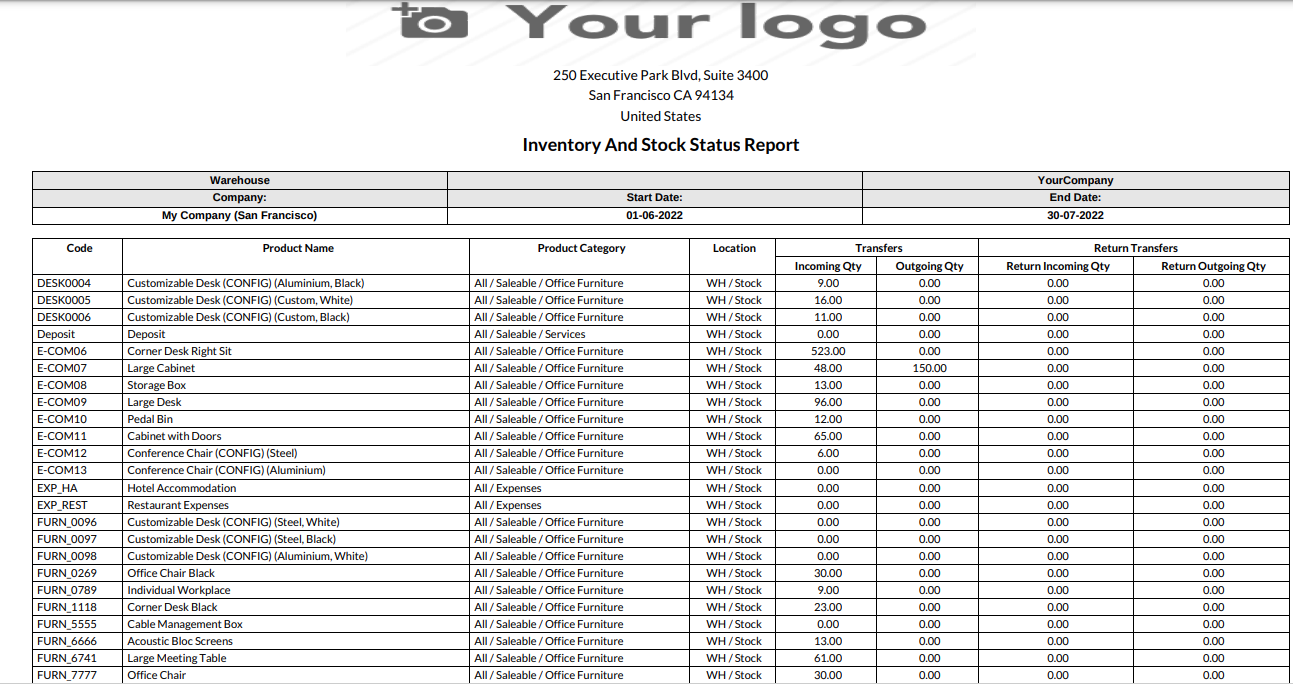 Your logo
250 Executive Park Blvd, Suite 3400
San Francisco CA 94134
United States
Inventory And Stock Status Report
Warehouse YourCompany
Company: Start Date: End Date:
My Company (San Francisco) 01-06-2022 30-07-2022
Code Product Name Product Category Location Transfers Return Transfers
Incoming Qty Outgoing Qty Return Incoming Qty Return Outgoing Qty
DESK0004 Customizable Desk (CONFIG) (Aluminium, Black) All / Saleable / Office Furniture WH / Stock 9.00 0.00 0.00 0.00
DESK0005 Customizable Desk (CONFIG) (Custom, White) All / Saleable / Office Furniture WH / Stock 16.00 0.00 0.00 0.00
DESK0006 Customizable Desk (CONFIG) (Custom, Black) All / Saleable / Office Furniture WH / Stock 11.00 0.00 0.00 0.00
Deposit Deposit All / Saleable / Services WH / Stock 0.00 0.00 0.00 0.00
E-COM06 Corner Desk Right Sit All / Saleable / Office Furniture WH / Stock 523.00 0.00 0.00 0.00
E-COM07 Large Cabinet All / Saleable / Office Furniture WH / Stock 48.00 150.00 0.00 0.00
E-COM08 Storage Box All / Saleable / Office Furniture WH / Stock 13.00 0.00 0.00 0.00
E-COM09 Large Desk All / Saleable / Office Furniture WH / Stock 96.00 0.00 0.00 0.00
E-COM10 Pedal Bin All / Saleable / Office Furniture WH / Stock 12.00 0.00 0.00 0.00
E-COM11 Cabinet with Doors All / Saleable / Office Furniture WH / Stock 65.00 0.00 0.00 0.00
E-COM12 Conference Chair (CONFIG) (Steel) All / Saleable / Office Furniture WH / Stock 6.00 0.00 0.00 0.00
E-COM13 Conference Chair (CONFIG) (Aluminium) All / Saleable / Office Furniture WH / Stock 0.00 0.00 0.00 0.00
EXP_HA Hotel Accommodation All / Expenses WH / Stock 0.00 0.00 0.00 0.00
EXP_REST Restaurant Expenses All / Expenses WH / Stock 0.00 0.00 0.00 0.00
FURN_0096 Customizable Desk (CONFIG) (Steel, White) All / Saleable / Office Furniture WH / Stock 0.00 0.00 0.00 0.00
FURN_0097 Customizable Desk (CONFIG) (Steel, Black) All / Saleable / Office Furniture WH / Stock 0.00 0.00 0.00 0.00
FURN_0098 Customizable Desk (CONFIG) (Aluminium, White) All / Saleable / Office Furniture WH / Stock 0.00 0.00 0.00 0.00
FURN_0269 Office Chair Black All / Saleable / Office Furniture WH / Stock 30.00 0.00 0.00 0.00
FURN_0789 Individual Workplace All / Saleable / Office Furniture WH / Stock 9.00 0.00 0.00 0.00
FURN_1118 Corner Desk Black All / Saleable / Office Furniture WH / Stock 23.00 0.00 0.00 0.00
FURN_5555 Cable Management Box All / Saleable / Office Furniture WH / Stock 0.00 0.00 0.00 0.00
FURN_6666 Acoustic Bloc Screens All / Saleable / Office Furniture WH / Stock 13.00 0.00 0.00 0.00
FURN_6741 Large Meeting Table All / Saleable / Office Furniture WH / Stock 61.00 0.00 0.00 0.00
FURN_7777 Office Chair All / Saleable / Office Furniture WH / Stock 30.00 0.00 0.00 0.00